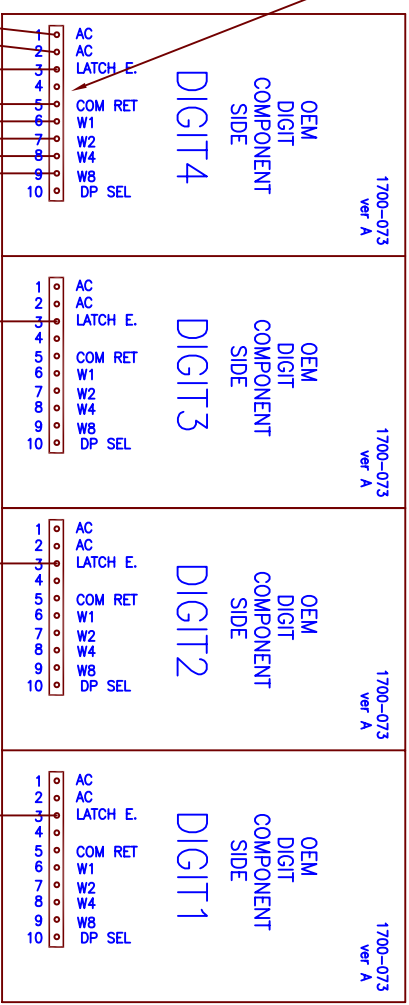 1 AC
2 AC
3 LATCH E.
4
5 COM RET
6 W1
7 W2
8 W4
9 W8
10 DP SEL
DIGIT4
OEM
DIGIT
COMPONENT
SIDE
1700-073
ver A
1 AC
2 AC
3 LATCH E.
4
5 COM RET
6 W1
7 W2
8 W4
9 W8
10 DP SEL
DIGIT3
OEM
DIGIT
COMPONENT
SIDE
1700-073
ver A
1 AC
2 AC
3 LATCH E.
4
5 COM RET
6 W1
7 W2
8 W4
9 W8
10 DP SEL
DIGIT2
OEM
DIGIT
COMPONENT
SIDE
1700-073
ver A
1 AC
2 AC
3 LATCH E.
4
5 COM RET
6 W1
7 W2
8 W4
9 W8
10 DP SEL
DIGIT1
OEM
DIGIT
COMPONENT
SIDE
1700-073
ver A